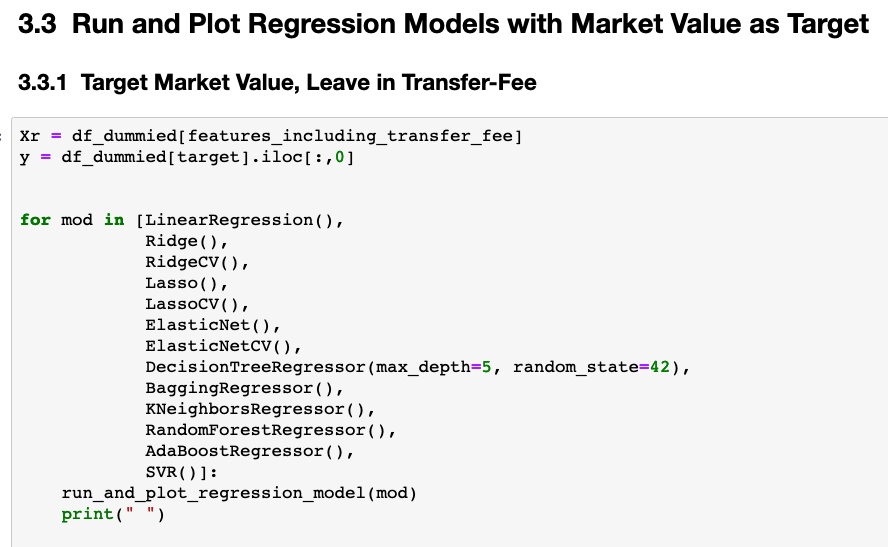 3.3 Run and Plot Regression Models with Market Value as Target
3.3.1 Target Market Value, Leave in Transfer-Fee
Xr = df_dummied[features_including_transfer_fee]
y = df_dummied[target].iloc[:,0]
for mod in [LinearRegression(),
Ridge(),
RidgeCV(),
Lasso(),
LassoCV(),
ElasticNet(),
ElasticNetCV(),
DecisionTreeRegressor(max_depth=5, random_state=42),
BaggingRegressor(),
KNeighborsRegressor(),
RandomForestRegressor(),
AdaBoostRegressor(),
SVR()]:
run_and_plot_regression_model(mod)
print(" ")